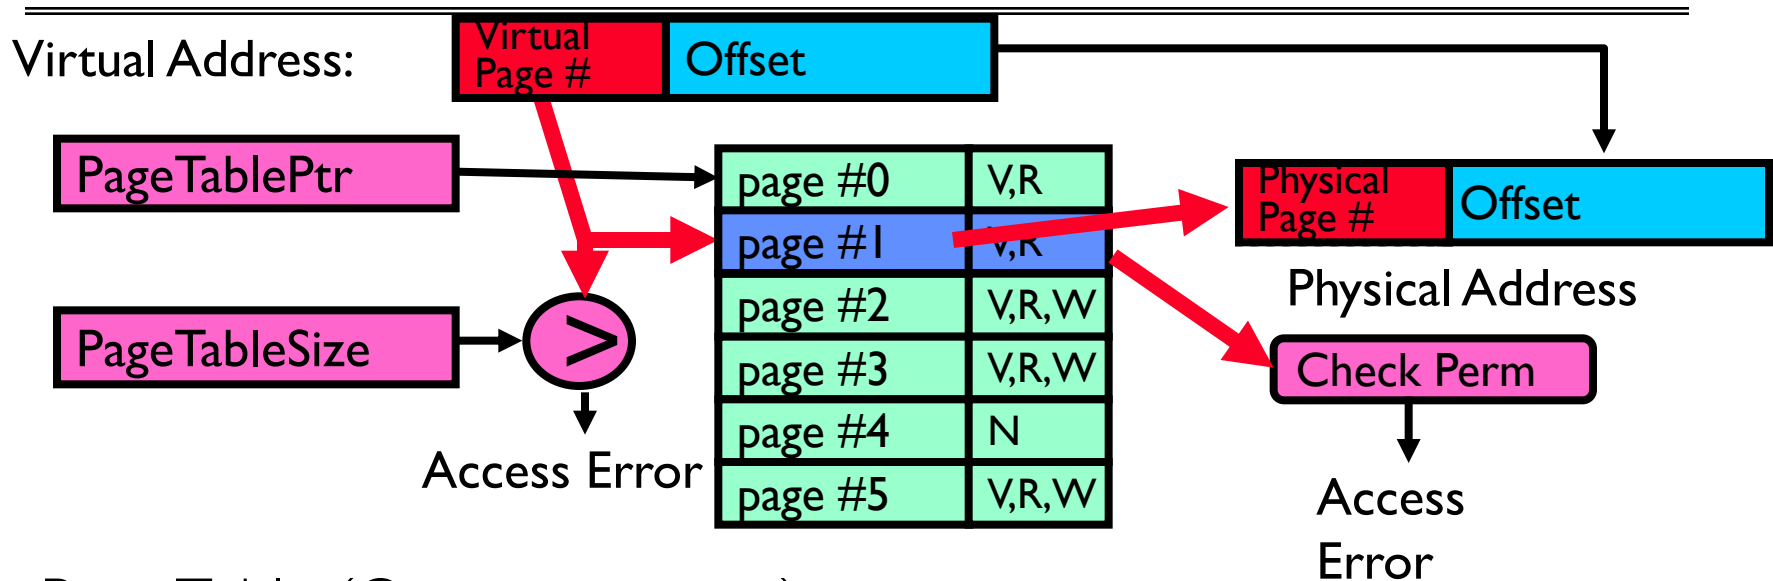 Virtual Address:
Virtual
Page #
Offset
PageTablePtr
page #0 V,R
page #1 V,R
page #2 V,R,W
page #3 V,R,W
page #4 N
page #5 V,R,W
Physical
Page #
Offset
Physical Address
PageTableSize
>
Check Perm
Access Error
Access
Error